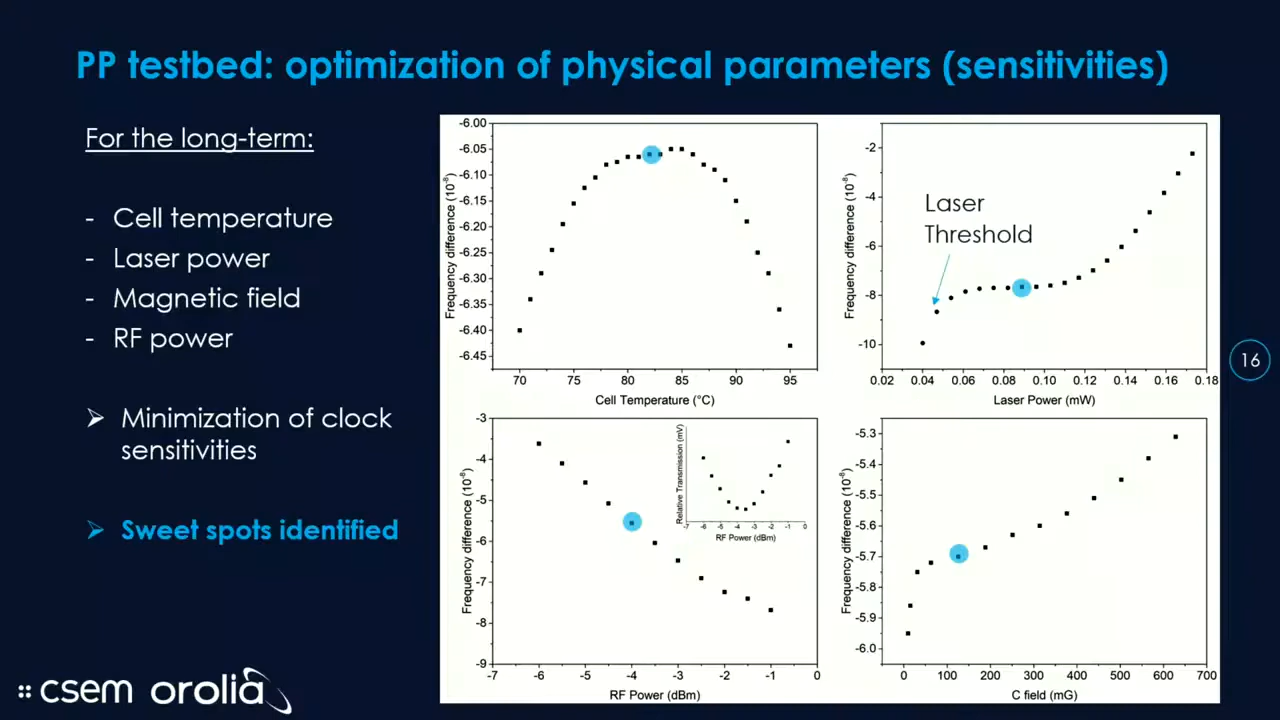 PP testbed: optimization of physical parameters (sensitivities)
For the long-term:
- Cell temperature
- Laser power
- Magnetic field
- RF power
Minimization of clock
sensitivities
Sweet spots identified
:: csem orolia
16
Frequency difference (10⁻⁸)
-6.00
-6.05
-6.10
-6.15
-6.20
-6.25
-6.30
-6.35
-6.40
-6.45
70 75 80 85 90 95
Cell Temperature (°C)
Frequency difference (10⁻⁸)
-2
-4
-6
-8
-10
Laser
Threshold
0.02 0.04 0.06 0.08 0.10 0.12 0.14 0.16 0.18
Laser Power (mW)
Frequency difference (10⁻⁸)
-3
-4
-5
-6
-7
-8
-9
Relative Transmission (mV)
-7 -6 -5 -4 -3 -2 -1 0
RF Power (dBm)
-7 -6 -5 -4 -3 -2 -1 0
RF Power (dBm)
Frequency difference (10⁻⁸)
-5.3
-5.4
-5.5
-5.6
-5.7
-5.8
-5.9
-6.0
0 100 200 300 400 500 600 700
C field (mG)